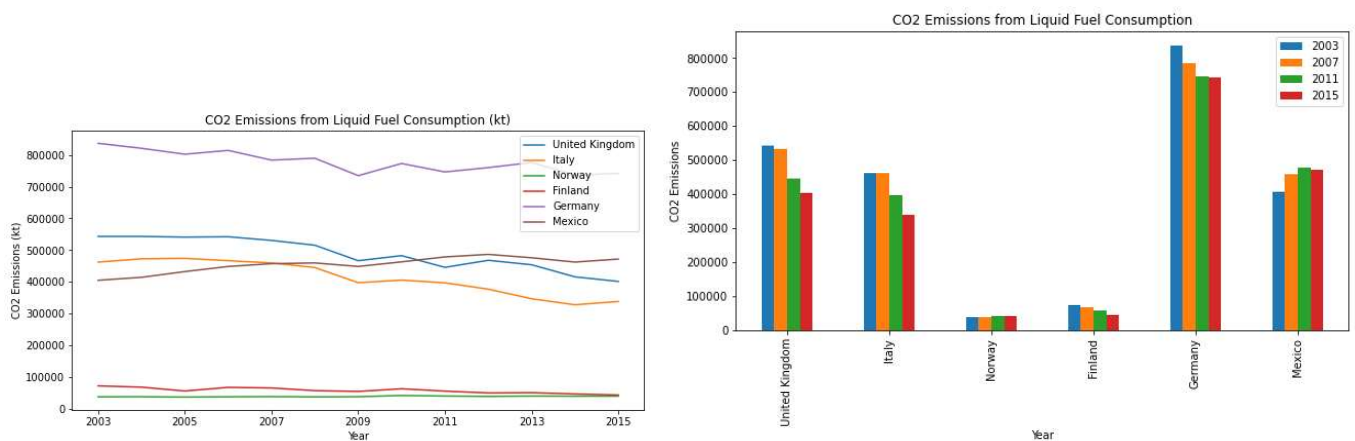 CO2 Emissions from Liquid Fuel Consumption (kt)
CO2 Emissions (kt)
800000
700000
600000
500000
400000
300000
200000
100000
0
United Kingdom
Italy
Norway
Finland
Germany
Mexico
2003 2005 2007 2009 2011 2013 2015
Year
CO2 Emissions from Liquid Fuel Consumption
CO2 Emissions
800000
700000
600000
500000
400000
300000
200000
100000
0
2003
2007
2011
2015
United Kingdom
Italy
Norway
Finland
Germany
Mexico
Year